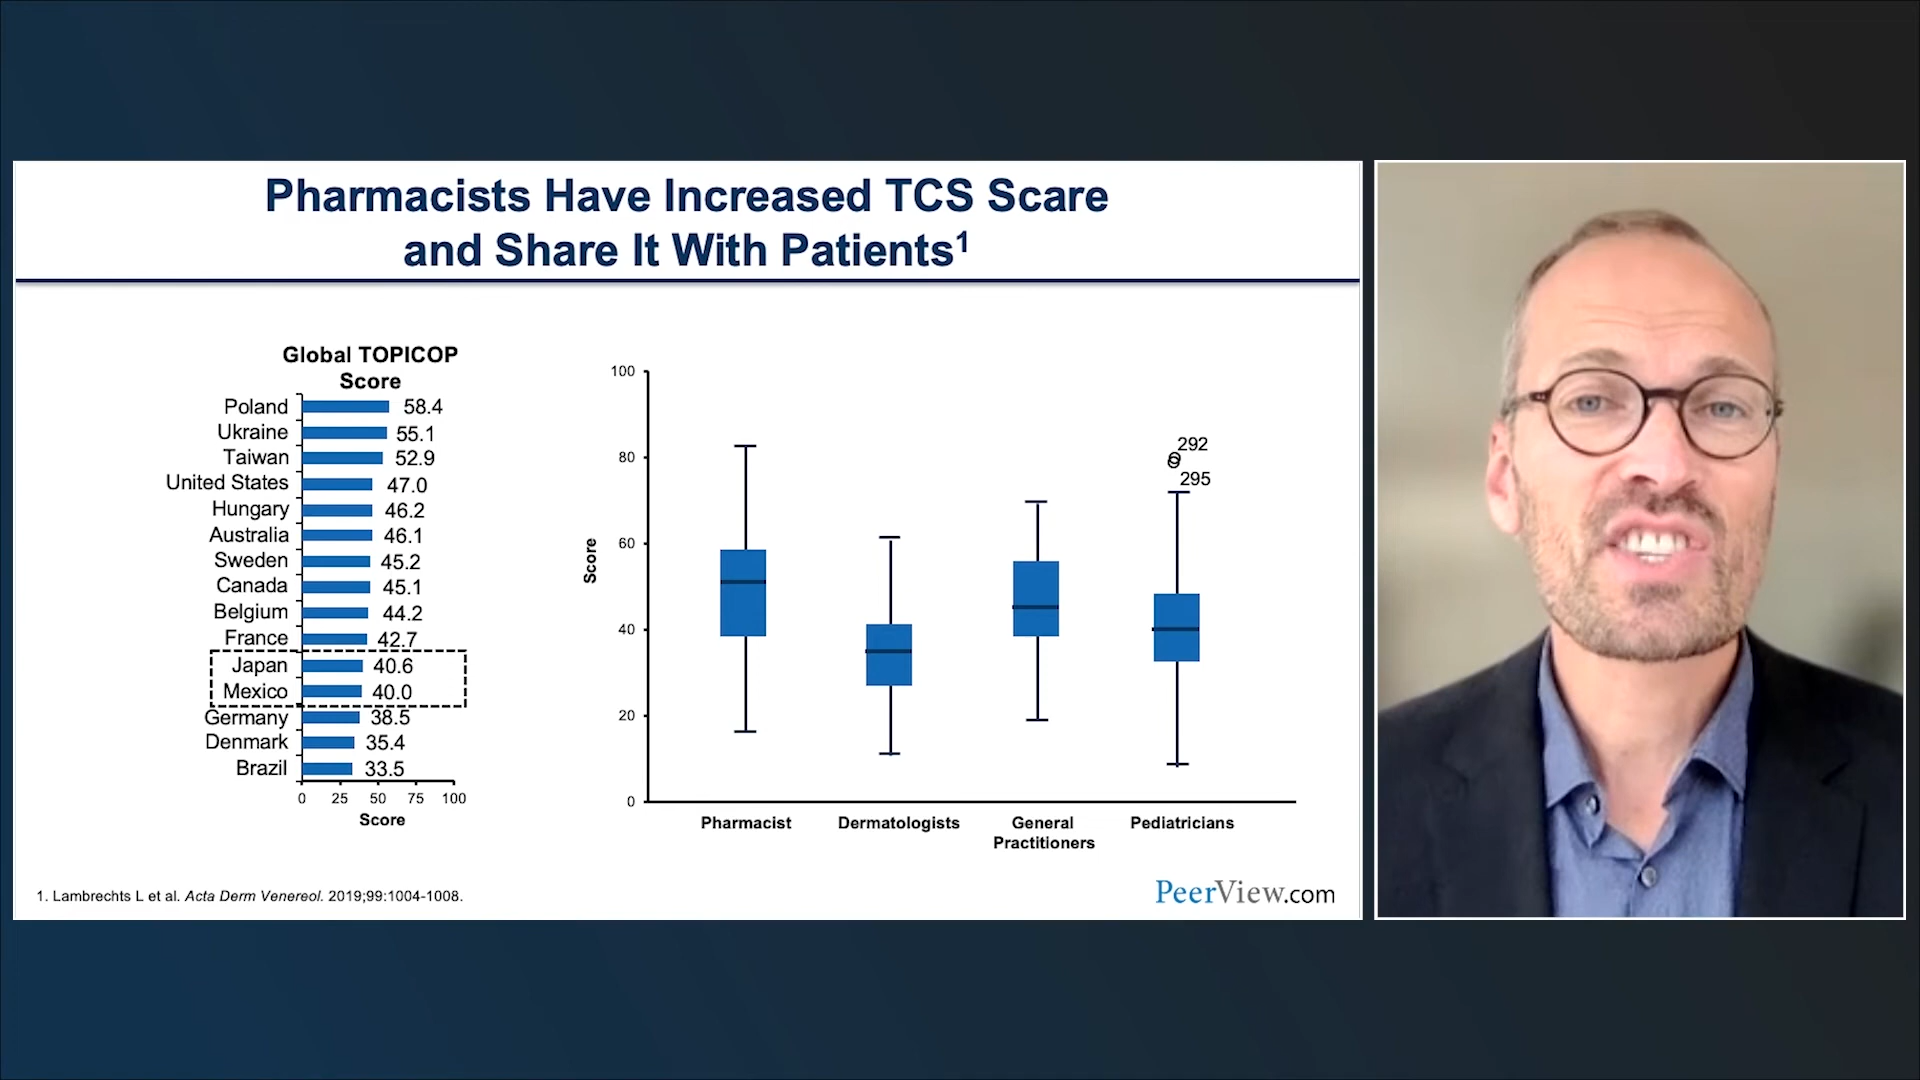 Pharmacists Have Increased TCS Scare
and Share It With Patients1
Global TOPICOP
Score
Poland 58.4
Ukraine 55.1
Taiwan 52.9
United States 47.0
Hungary 46.2
Australia 46.1
Sweden 45.2
Canada 45.1
Belgium 44.2
France 42.7
Japan 40.6
Mexico 40.0
Germany 38.5
Denmark 35.4
Brazil 33.5
0 25 50 75 100
Score
100
80
60
40
20
0
Score
292
295
Pharmacist Dermatologists General Practitioners Pediatricians
1. Lambrechts L et al. Acta Derm Venereol. 2019;99:1004-1008.
PeerView.com